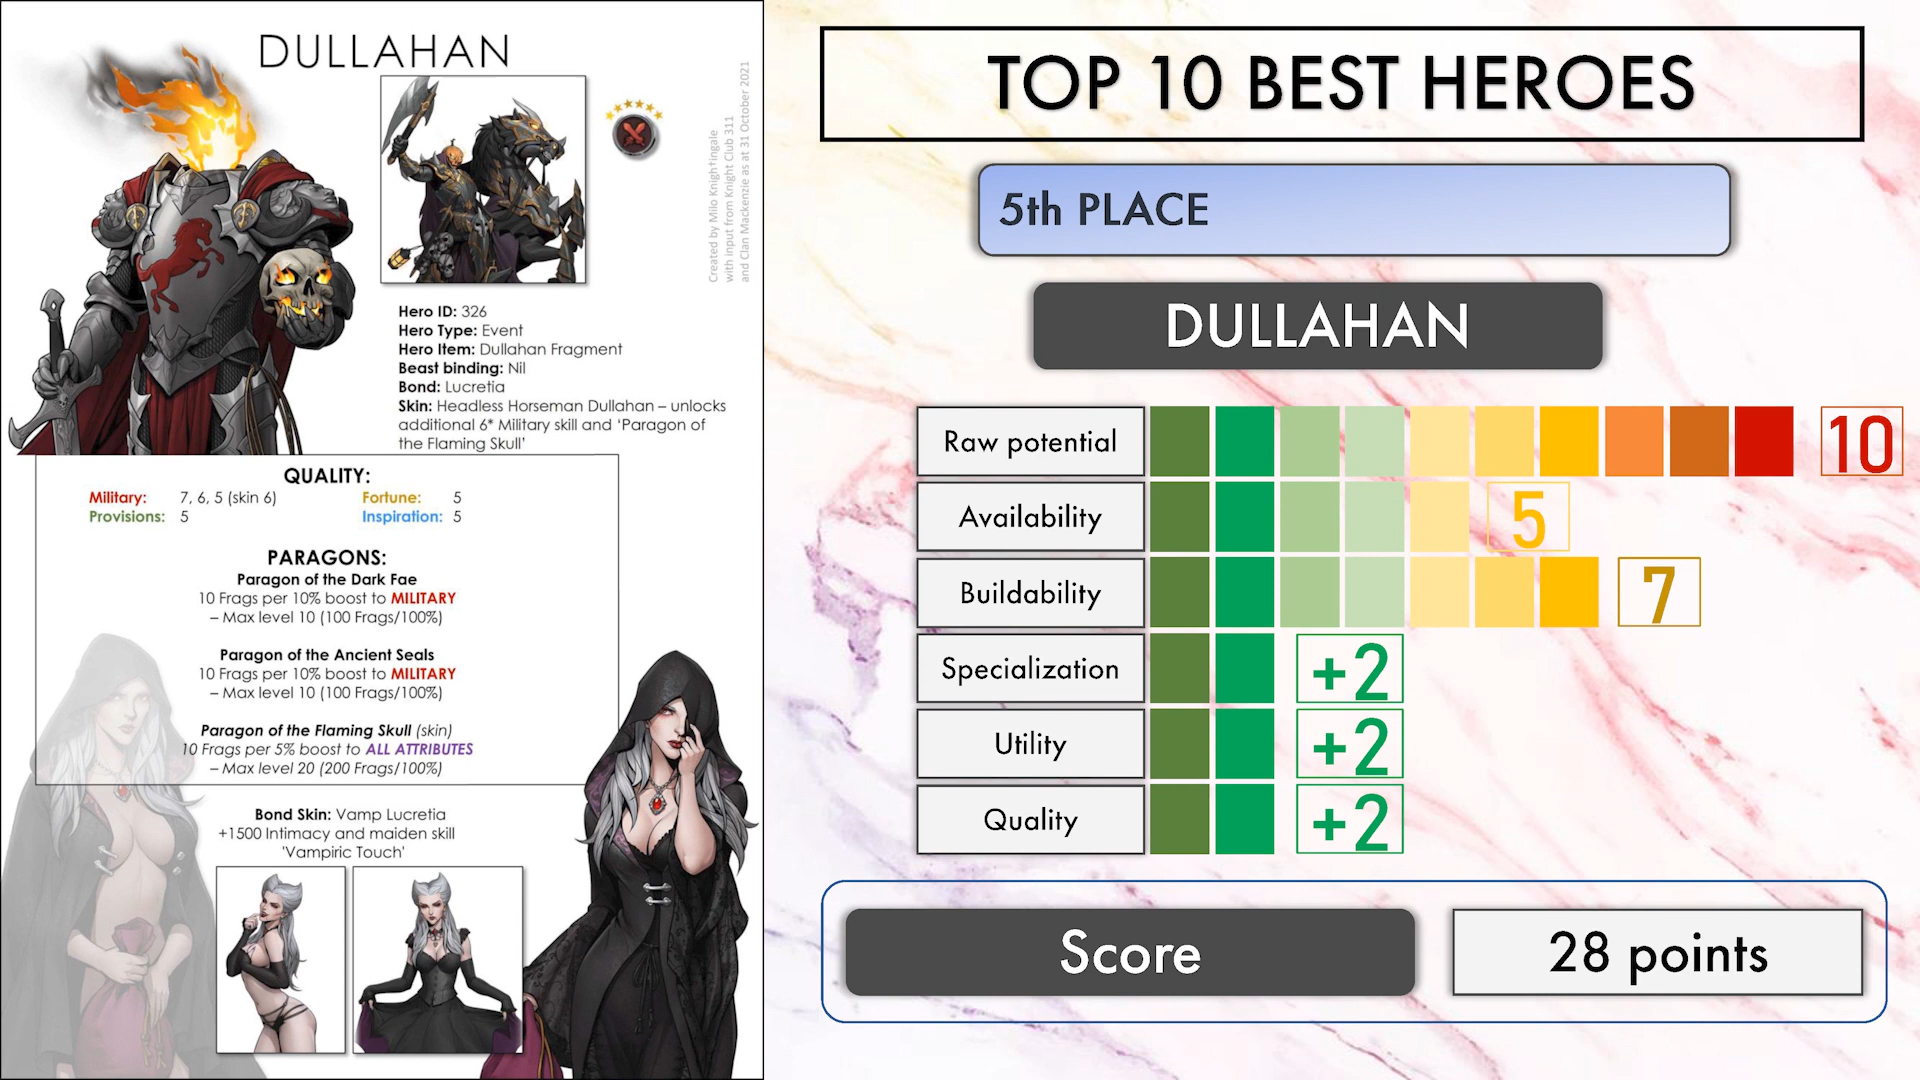 DULLAHAN
Created by Milo Knightingale
with input from Knight Club 311
and Clan Mackenzie as at 31 October 2021
Hero ID: 326
Hero Type: Event
Hero Item: Dullahan Fragment
Beast binding: Nil
Bond: Lucretia
Skin: Headless Horseman Dullahan – unlocks
additional 6* Military skill and ‘Paragon of
the Flaming Skull’
QUALITY:
Military: 7, 6, 5 (skin 6) Fortune: 5
Provisions: 5 Inspiration: 5
PARAGONS:
Paragon of the Dark Fae
10 Frags per 10% boost to MILITARY
– Max level 10 (100 Frags/100%)
Paragon of the Ancient Seals
10 Frags per 10% boost to MILITARY
– Max level 10 (100 Frags/100%)
Paragon of the Flaming Skull (skin)
10 Frags per 5% boost to ALL ATTRIBUTES
– Max level 20 (200 Frags/100%)
Bond Skin: Vamp Lucretia
+1500 Intimacy and maiden skill
'Vampiric Touch'
TOP 10 BEST HEROES
5th PLACE
DULLAHAN
Raw potential 10
Availability 5
Buildability 7
Specialization +2
Utility +2
Quality +2
Score 28 points